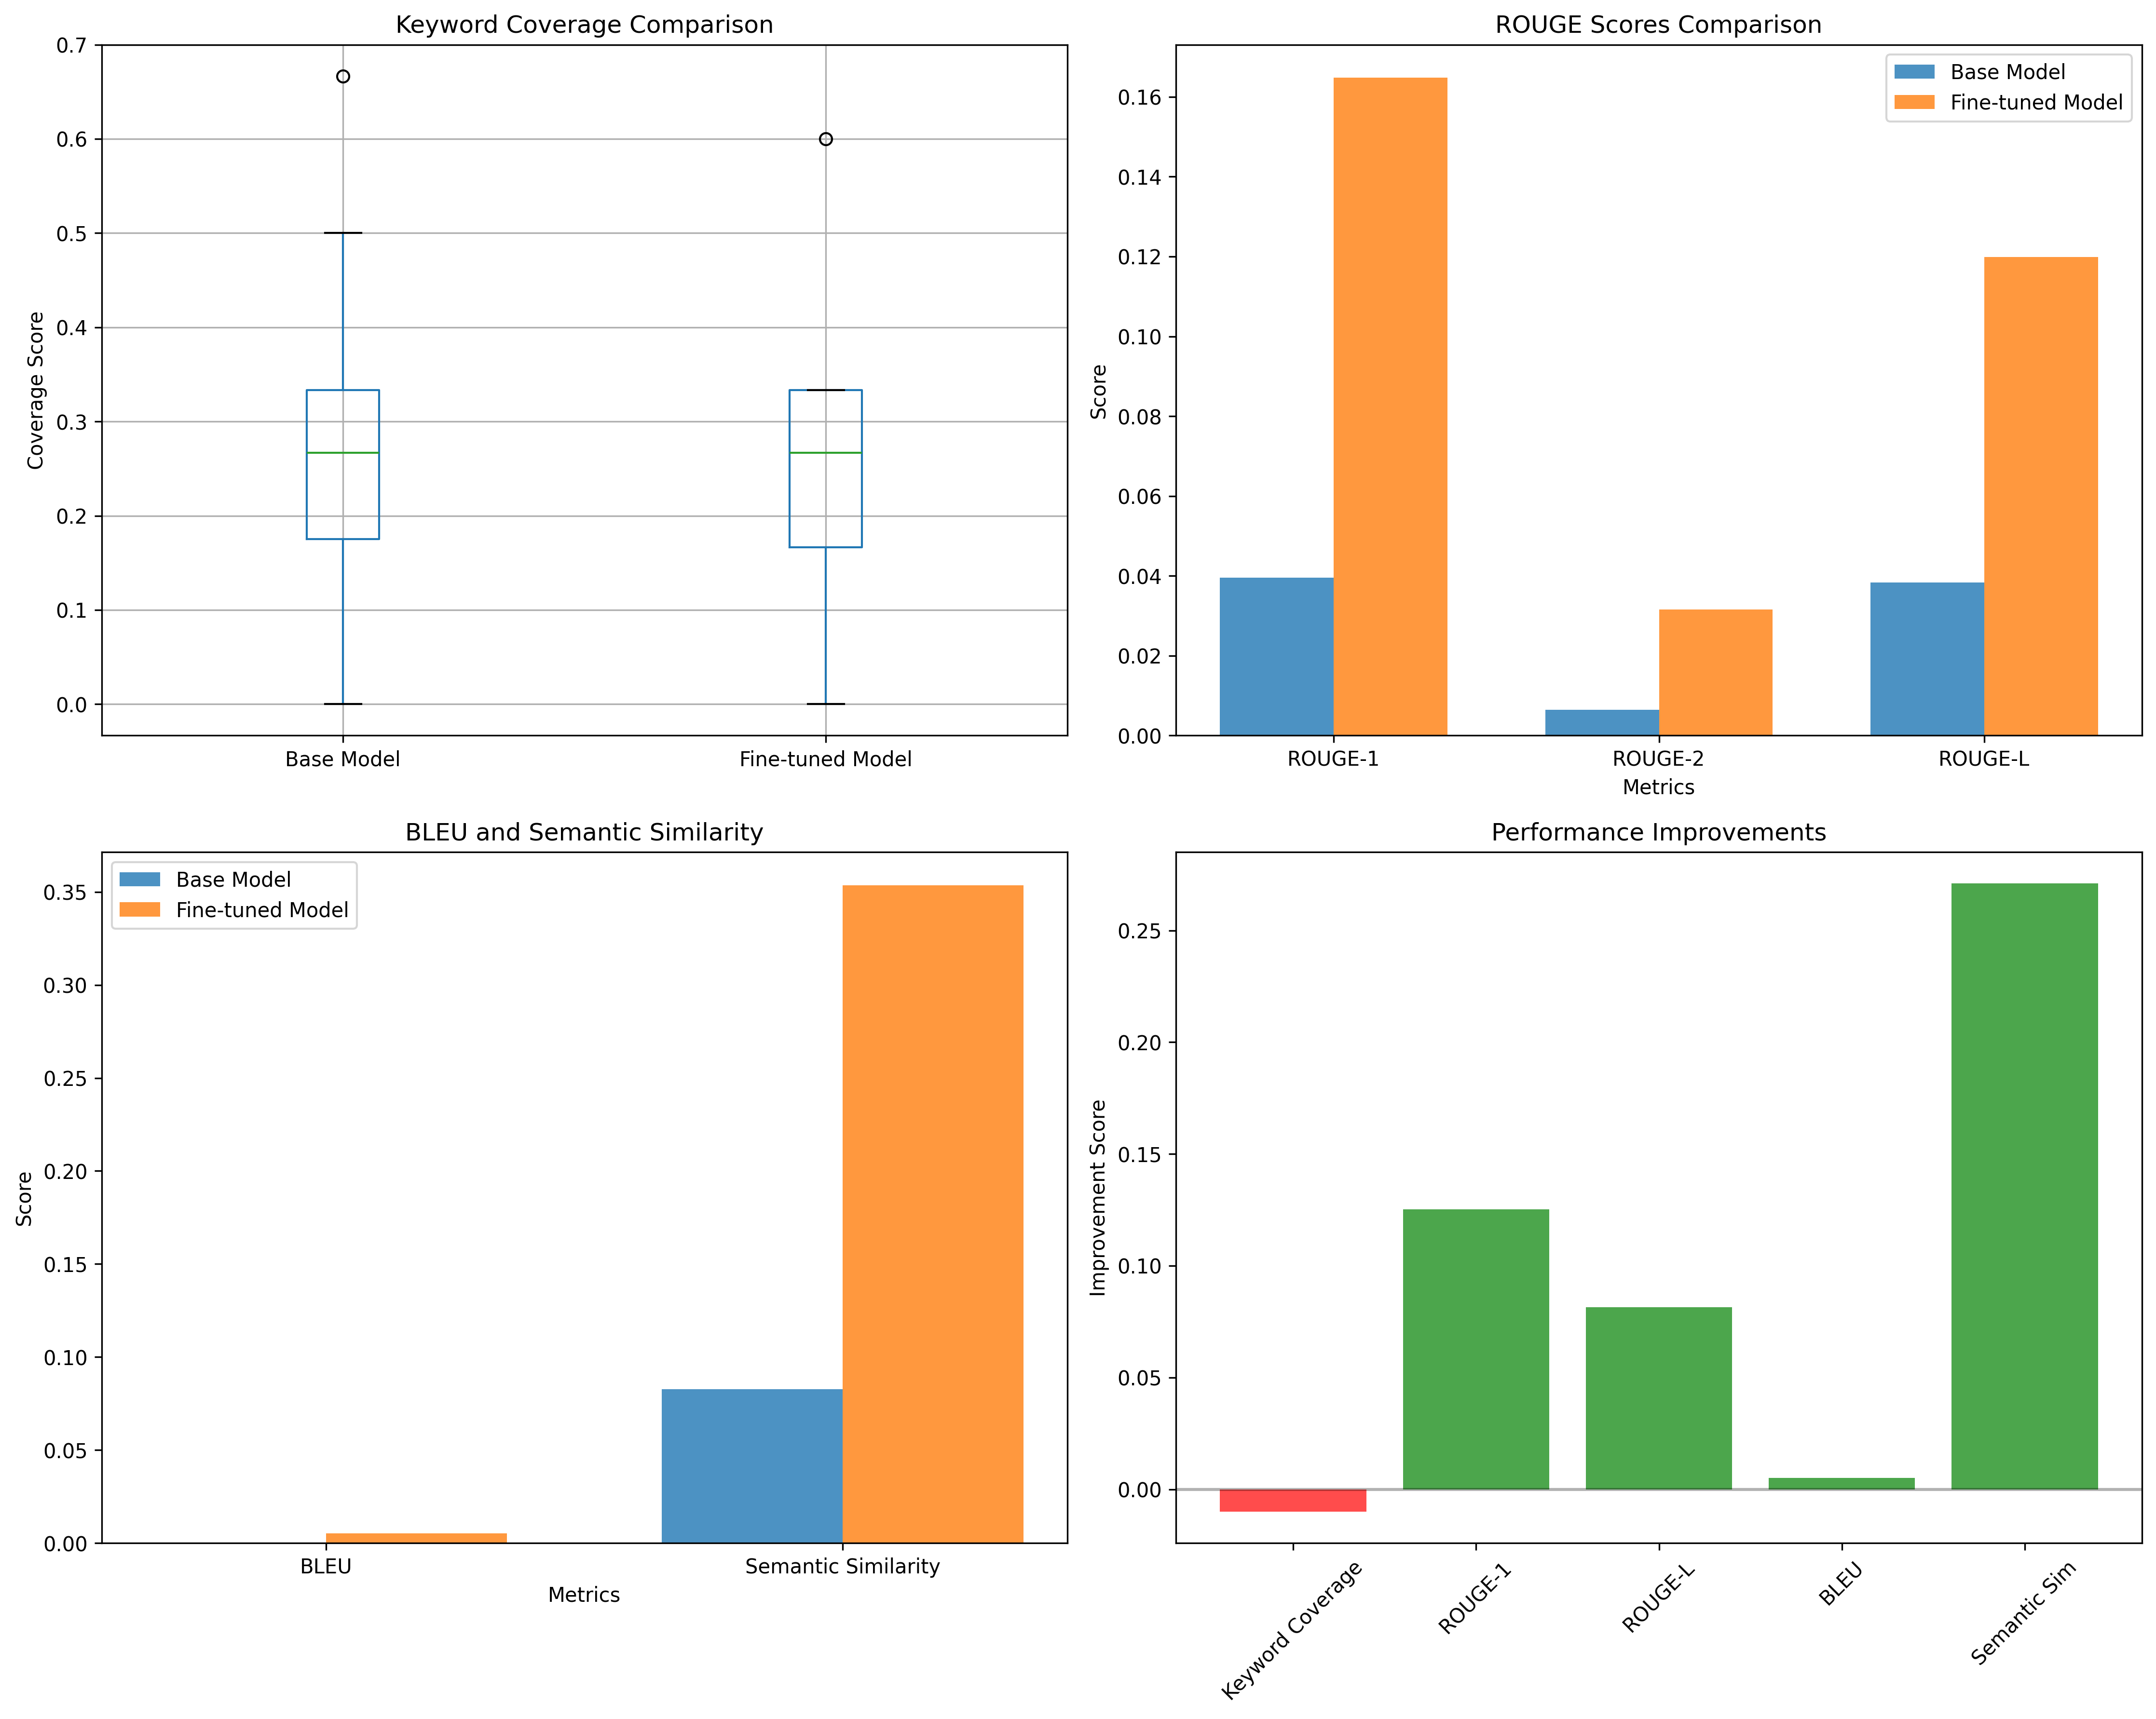 Keyword Coverage Comparison
0.7
0.6
0.5
0.4
0.3
0.2
0.1
0.0
Coverage Score
Base Model
Fine-tuned Model
ROUGE Scores Comparison
Base Model
Fine-tuned Model
0.16
0.14
0.12
0.10
0.08
0.06
0.04
0.02
0.00
Score
ROUGE-1
ROUGE-2
ROUGE-L
Metrics
BLEU and Semantic Similarity
Base Model
Fine-tuned Model
0.35
0.30
0.25
0.20
0.15
0.10
0.05
0.00
Score
BLEU
Semantic Similarity
Metrics
Performance Improvements
0.25
0.20
0.15
0.10
0.05
0.00
Improvement Score
Keyword Coverage
ROUGE-1
ROUGE-L
BLEU
Semantic Sim